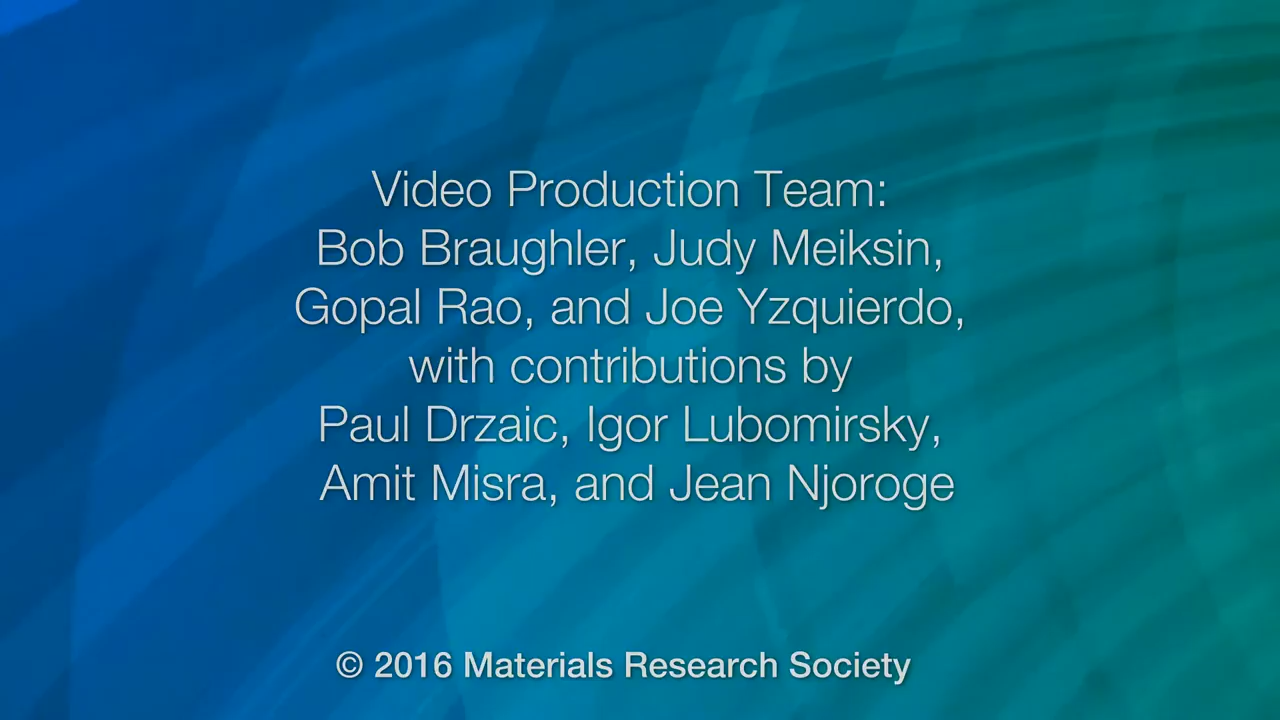 Video Production Team:
Bob Braughler, Judy Meiksin,
Gopal Rao, and Joe Yzquierdo,
with contributions by
Paul Drzaic, Igor Lubomirsky,
Amit Misra, and Jean Njoroge
© 2016 Materials Research Society